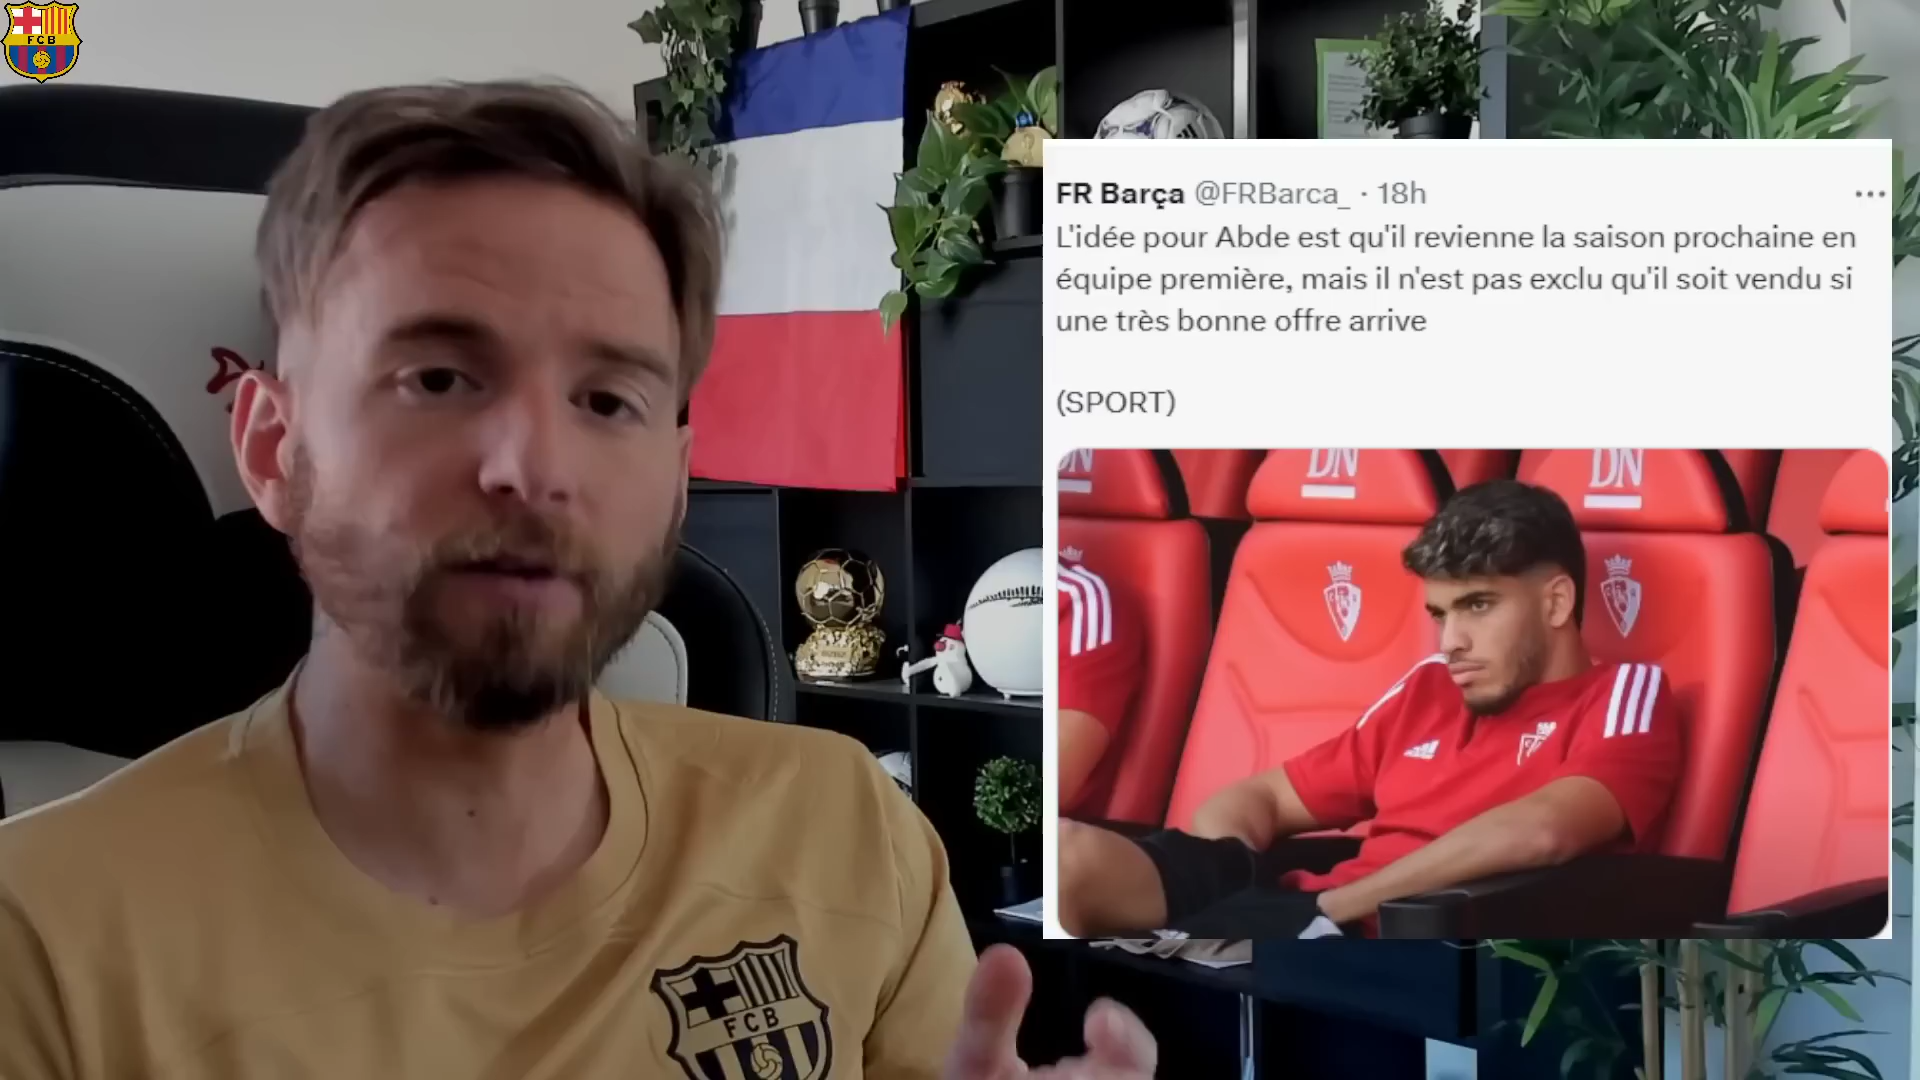 FCB
FR Barça @FRBarca_ · 18h
L'idée pour Abde est qu'il revienne la saison prochaine en
équipe première, mais il n'est pas exclu qu'il soit vendu si
une très bonne offre arrive
(SPORT)
DN
DN
DN
FCB